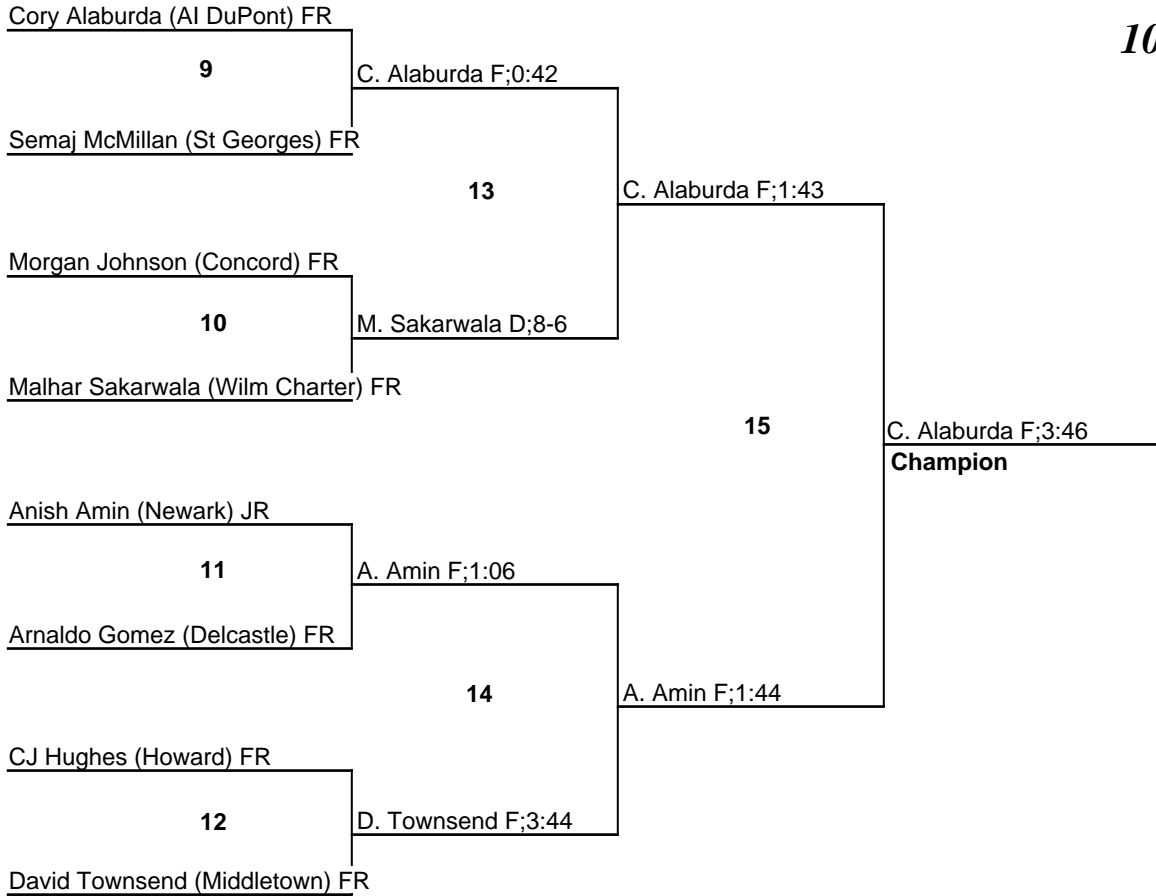 Cory Alaburda (AI DuPont) FR
10
9
C. Alaburda F;0:42
Semaj McMillan (St Georges) FR
13
C. Alaburda F;1:43
Morgan Johnson (Concord) FR
10
M. Sakarwala D;8-6
Malhar Sakarwala (Wilm Charter) FR
15
C. Alaburda F;3:46
Champion
Anish Amin (Newark) JR
11
A. Amin F;1:06
Arnaldo Gomez (Delcastle) FR
14
A. Amin F;1:44
CJ Hughes (Howard) FR
12
D. Townsend F;3:44
David Townsend (Middletown) FR